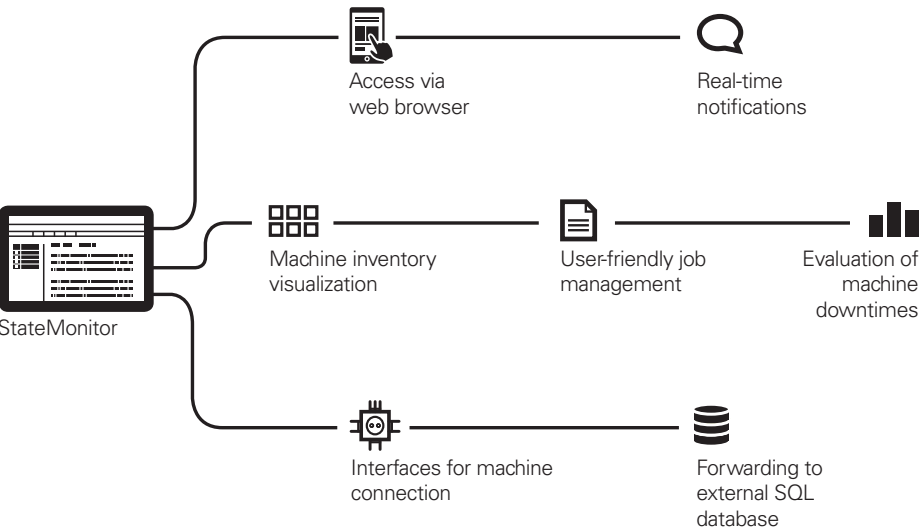 Access via
web browser
Real-time
notifications
StateMonitor
Machine inventory
visualization
User-friendly job
management
Evaluation of
machine
downtimes
Interfaces for machine
connection
Forwarding to
external SQL
database